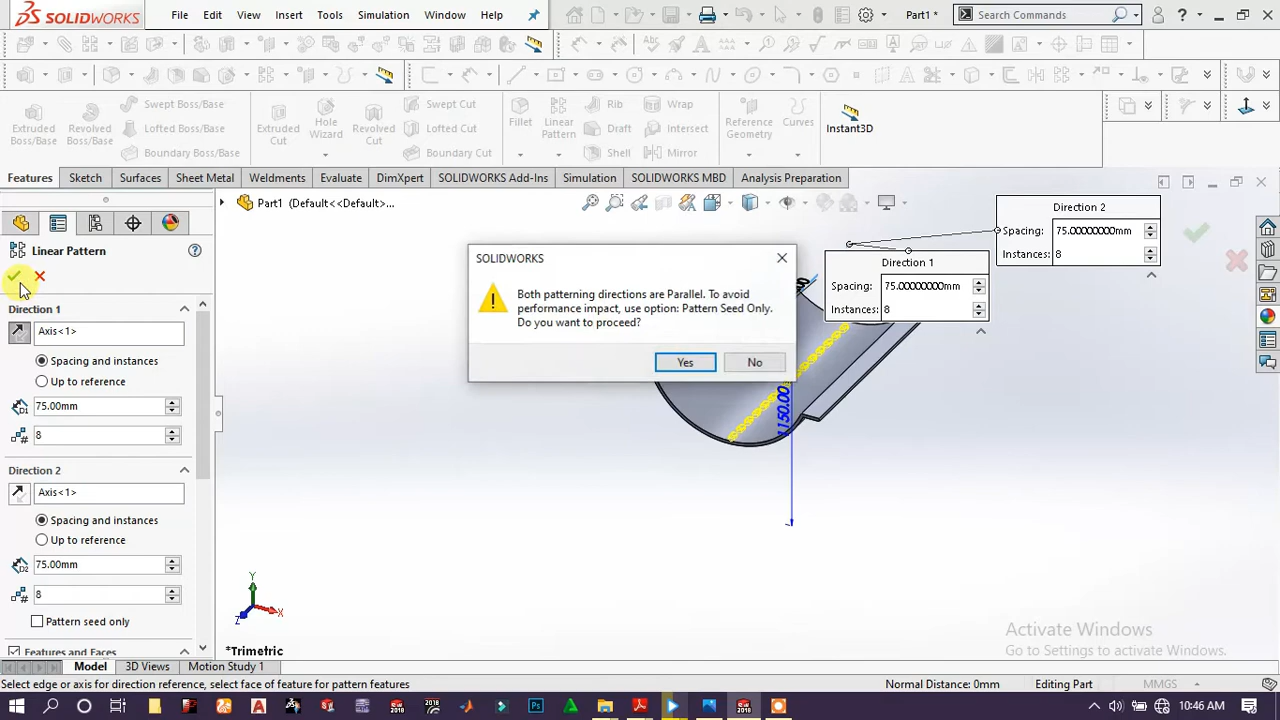 SOLIDWORKS
File Edit View Insert Tools Simulation Window Help
Part1 *
Search Commands
Extruded Boss/Base
Revolved Boss/Base
Swept Boss/Base
Lofted Boss/Base
Boundary Boss/Base
Extruded Cut
Hole Wizard
Revolved Cut
Swept Cut
Lofted Cut
Boundary Cut
Fillet
Linear Pattern
Rib
Draft
Shell
Wrap
Intersect
Mirror
Reference Geometry
Curves
Instant3D
Features Sketch Surfaces Sheet Metal Weldments Evaluate DimXpert SOLIDWORKS Add-Ins Simulation SOLIDWORKS MBD Analysis Preparation
Part1 (Default<<Default>...
Linear Pattern
Direction 1
Axis<1>
Spacing and instances
Up to reference
75.00mm
8
Direction 2
Axis<1>
Spacing and instances
Up to reference
75.00mm
8
Pattern seed only
Features and Faces
SOLIDWORKS
Both patterning directions are Parallel. To avoid
performance impact, use option: Pattern Seed Only.
Do you want to proceed?
Yes No
Direction 2
Spacing: 75.00000000mm
Instances: 8
Direction 1
Spacing: 75.00000000mm
Instances: 8
1150.00
Y
X
Z
*Trimetric
Activate Windows
Go to Settings to activate Windows.
Model 3D Views Motion Study 1
Select edge or axis for direction reference, select face of feature for pattern features
Normal Distance: 0mm
Editing Part
MMGS
10:46 AM